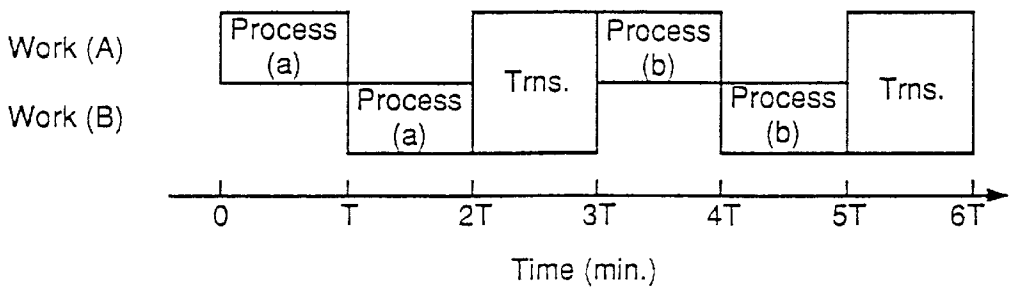 Work (A)
Process
(a)
Process
(b)
Trns.
Trns.
Work (B)
Process
(a)
Process
(b)
0 T 2T 3T 4T 5T 6T
Time (min.)